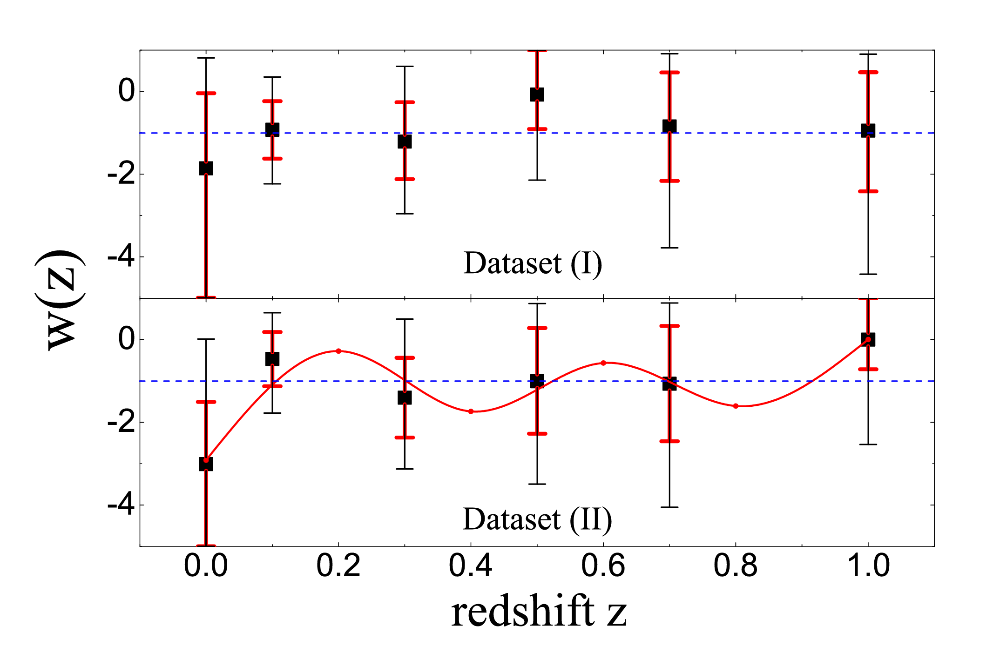 0
-2
-4
Dataset (I)
w(z)
0
-2
-4
Dataset (II)
0.0 0.2 0.4 0.6 0.8 1.0
redshift z